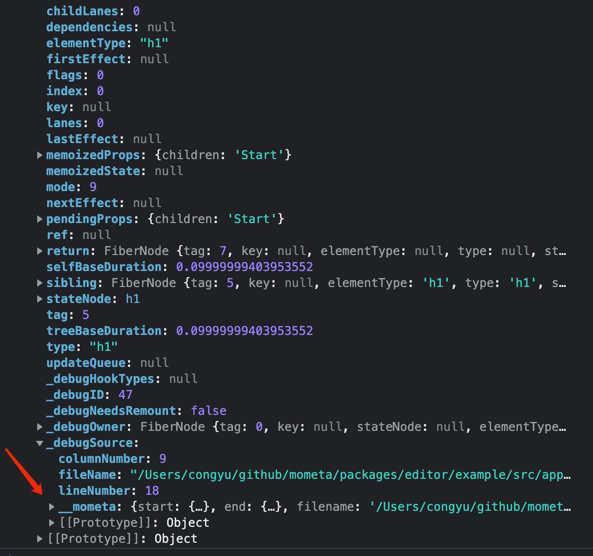 childLanes: 0
dependencies: null
elementType: "h1"
firstEffect: null
flags: 0
index: 0
key: null
lanes: 0
lastEffect: null
memoizedProps: {children: 'Start'}
memoizedState: null
mode: 9
nextEffect: null
pendingProps: {children: 'Start'}
ref: null
return: FiberNode {tag: 7, key: null, elementType: null, type: null, st…
selfBaseDuration: 0.09999999403953552
sibling: FiberNode {tag: 5, key: null, elementType: 'h1', type: 'h1', s…
stateNode: h1
tag: 5
treeBaseDuration: 0.09999999403953552
type: "h1"
updateQueue: null
_debugHookTypes: null
_debugID: 47
_debugNeedsRemount: false
_debugOwner: FiberNode {tag: 0, key: null, stateNode: null, elementType…
_debugSource:
columnNumber: 9
fileName: "/Users/congyu/github/mometa/packages/editor/example/src/app…
lineNumber: 18
__mometa: {start: {…}, end: {…}, filename: '/Users/congyu/github/momet…
[[Prototype]]: Object
[[Prototype]]: Object